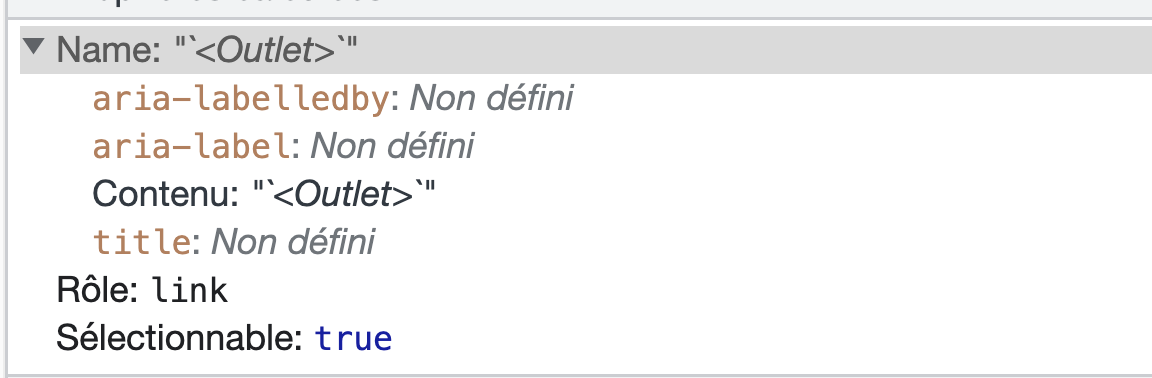 Name: "`<Outlet>`"
aria-labelledby: Non défini
aria-label: Non défini
Contenu: "`<Outlet>`"
title: Non défini
Rôle: link
Sélectionnable: true